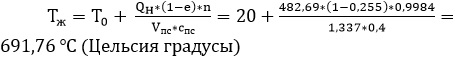 Tж = T0 + Qн*(1−e)*n / Vпс*cпс = 20 + 482,69*(1−0,255)*0,9984 / 1,337*0,4 =
691,76 ℃ (Цельсия градусы)